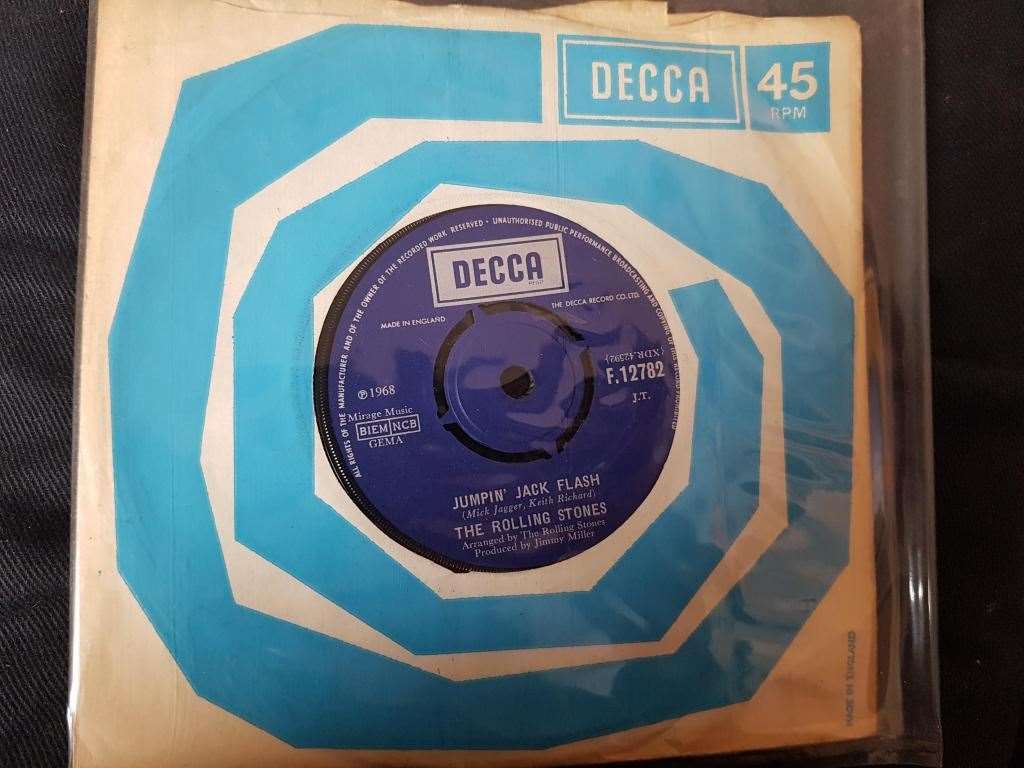 DECCA
45
RPM
ALL RIGHTS OF THE MANUFACTURER AND OF THE OWNER OF THE RECORDED WORK RESERVED · UNAUTHORISED PUBLIC PERFORMANCE BROADCASTING AND COPYING OF THIS RECORD PROHIBITED
DECCA
THE DECCA RECORD CO. LTD.
MADE IN ENGLAND
(XDR.42392)
F.12782
J.T.
℗ 1968
Mirage Music
BIEM NCB
GEMA
JUMPIN' JACK FLASH
(Mick Jagger, Keith Richard)
THE ROLLING STONES
Arranged by The Rolling Stones
Produced by Jimmy Miller
MADE IN ENGLAND